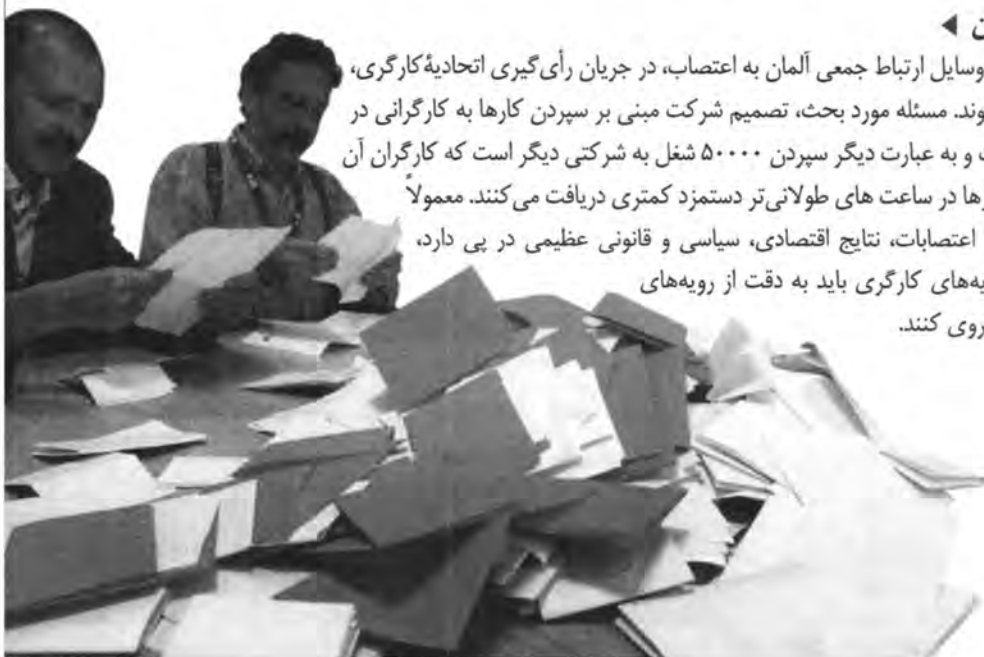 وسایل ارتباط جمعی آلمان به اعتصاب، در جریان رأی‌گیری اتحادیهٔ کارگری،
وند. مسئله مورد بحث، تصمیم شرکت مبنی بر سپردن کارها به کارگرانی در
و به عبارت دیگر سپردن ۵۰۰۰۰ شغل به شرکتی دیگر است که کارگران آن
رها در ساعت های طولانی‌تر دستمزد کمتری دریافت می‌کنند. معمولاً
اعتصابات، نتایج اقتصادی، سیاسی و قانونی عظیمی در پی دارد،
یه‌های کارگری باید به دقت از رویه‌های
روی کنند.